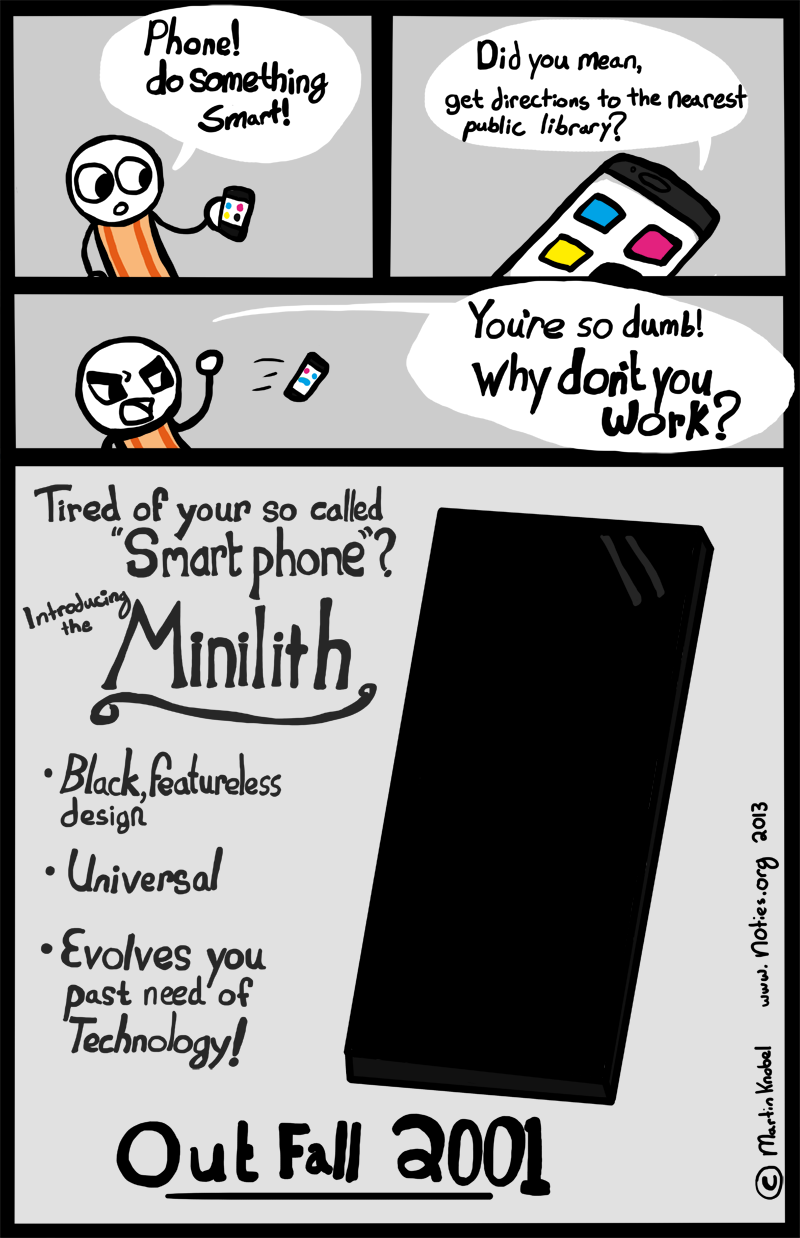 Phone!
do something
smart!
Did you mean,
get directions to the nearest
public library?
You're so dumb!
Why don't you
work?
Tired of your so called
"Smart phone"?
Introducing
the
Minilith
• Black, featureless
design
• Universal
• Evolves you
past need of
Technology!
Out Fall 2001
© Martin Knobel www.Noties.org 2013